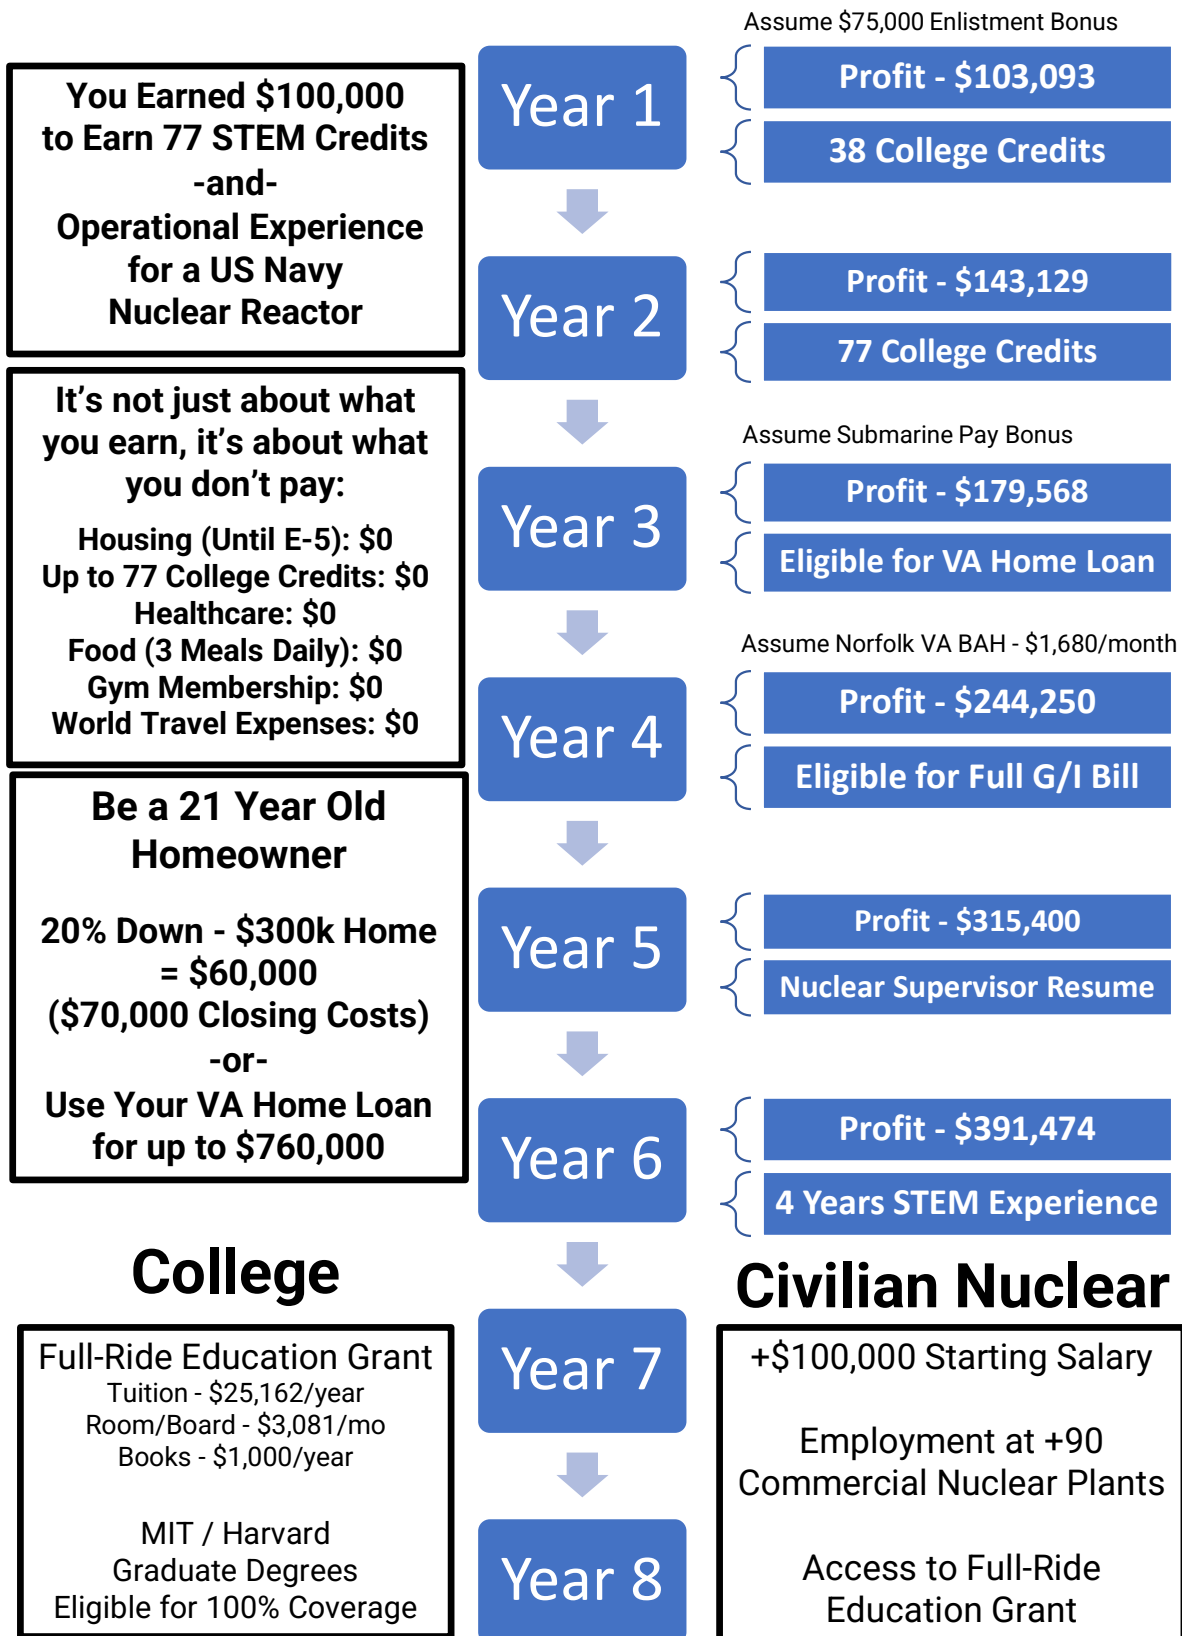 Assume $75,000 Enlistment Bonus
You Earned $100,000
to Earn 77 STEM Credits
-and-
Operational Experience
for a US Navy
Nuclear Reactor
Year 1
Profit - $103,093
38 College Credits
Year 2
Profit - $143,129
77 College Credits
It’s not just about what
you earn, it’s about what
you don’t pay:
Housing (Until E-5): $0
Up to 77 College Credits: $0
Healthcare: $0
Food (3 Meals Daily): $0
Gym Membership: $0
World Travel Expenses: $0
Assume Submarine Pay Bonus
Year 3
Profit - $179,568
Eligible for VA Home Loan
Assume Norfolk VA BAH - $1,680/month
Year 4
Profit - $244,250
Eligible for Full G/I Bill
Be a 21 Year Old
Homeowner
20% Down - $300k Home
= $60,000
($70,000 Closing Costs)
-or-
Use Your VA Home Loan
for up to $760,000
Year 5
Profit - $315,400
Nuclear Supervisor Resume
Year 6
Profit - $391,474
4 Years STEM Experience
College
Full-Ride Education Grant
Tuition - $25,162/year
Room/Board - $3,081/mo
Books - $1,000/year
MIT / Harvard
Graduate Degrees
Eligible for 100% Coverage
Year 7
Year 8
Civilian Nuclear
+$100,000 Starting Salary
Employment at +90
Commercial Nuclear Plants
Access to Full-Ride
Education Grant